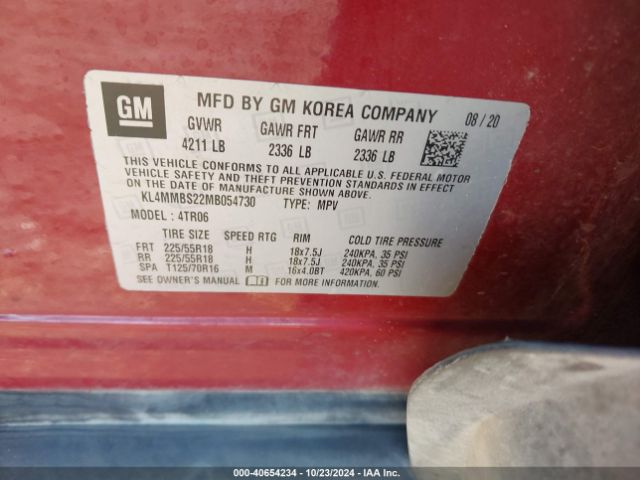 GM MFD BY GM KOREA COMPANY 08/20
GVWR GAWR FRT GAWR RR
4211 LB 2336 LB 2336 LB
THIS VEHICLE CONFORMS TO ALL APPLICABLE U.S. FEDERAL MOTOR
VEHICLE SAFETY AND THEFT PREVENTION STANDARDS IN EFFECT
ON THE DATE OF MANUFACTURE SHOWN ABOVE.
KL4MMBS22MB054730 TYPE: MPV
MODEL: 4TR06
TIRE SIZE SPEED RTG RIM COLD TIRE PRESSURE
FRT 225/55R18 H 18x7.5J 240KPA, 35 PSI
RR 225/55R18 H 18x7.5J 240KPA, 35 PSI
SPA T125/70R16 M 16x4.0BT 420KPA, 60 PSI
SEE OWNER'S MANUAL FOR MORE INFORMATION.
000-40654234 - 10/23/2024 - IAA Inc.